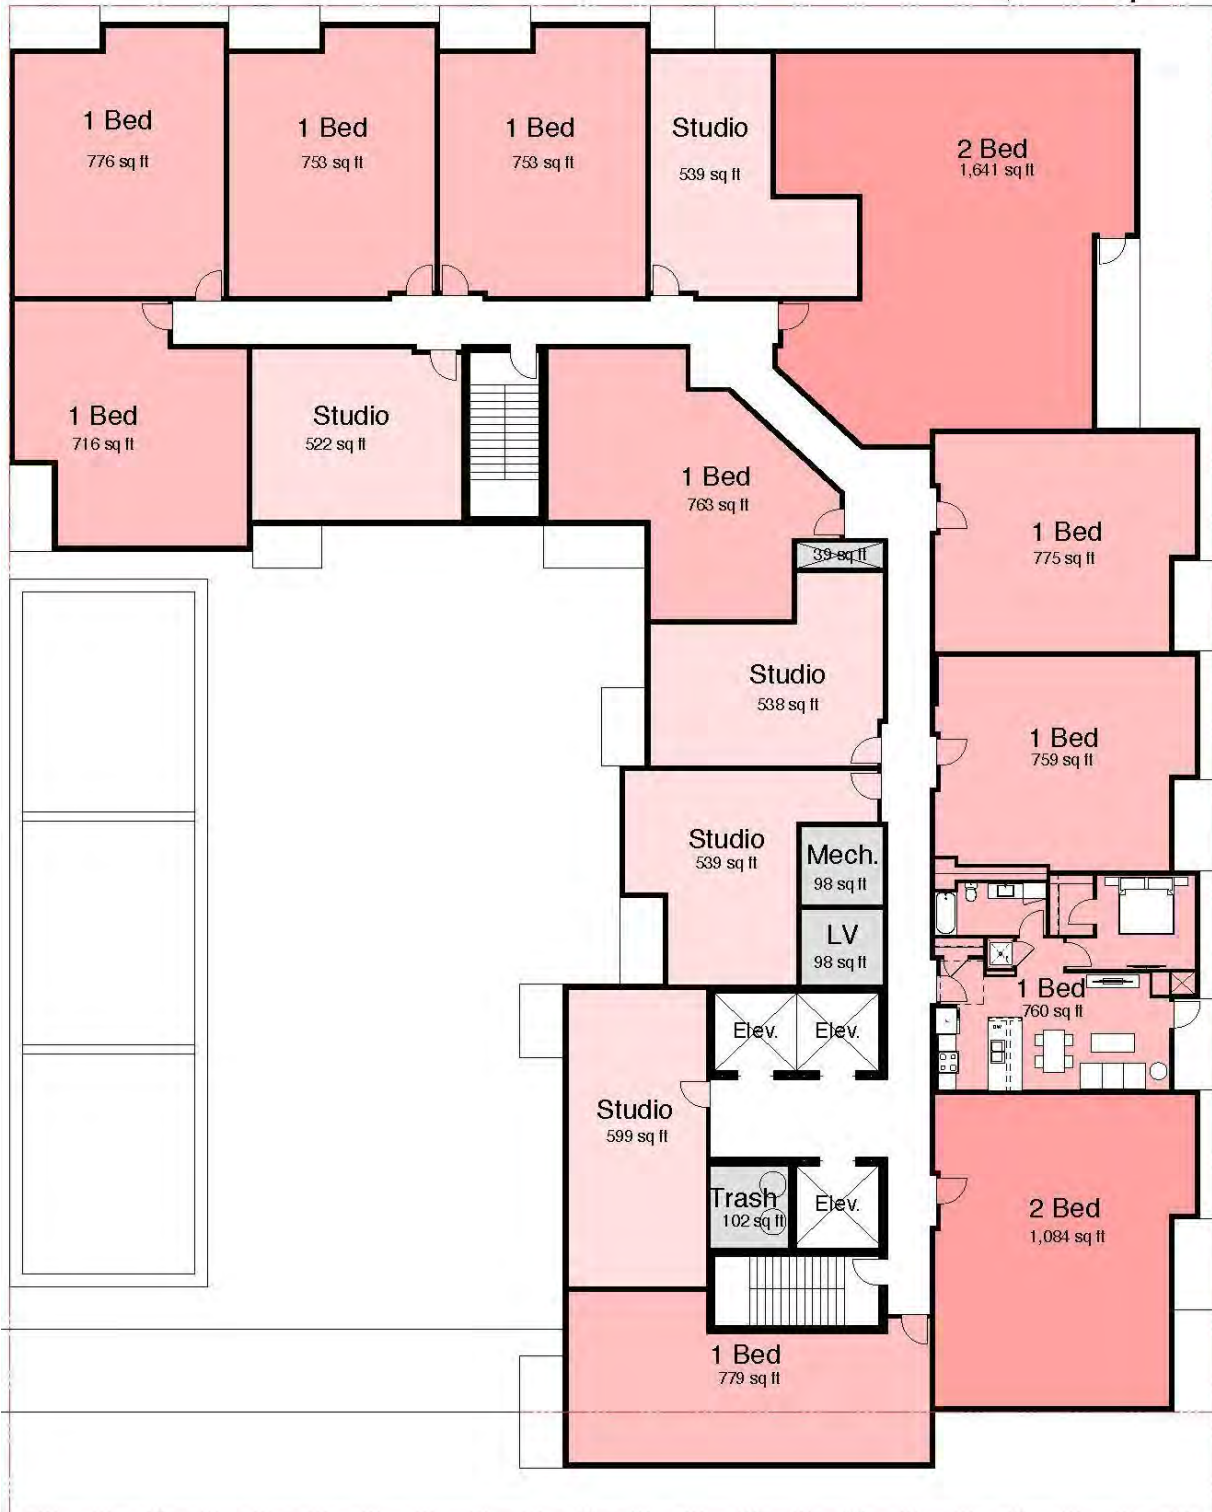 1 Bed
776 sq ft
1 Bed
753 sq ft
1 Bed
753 sq ft
Studio
539 sq ft
2 Bed
1,641 sq ft
1 Bed
716 sq ft
Studio
522 sq ft
1 Bed
763 sq ft
39 sq ft
1 Bed
775 sq ft
Studio
538 sq ft
1 Bed
759 sq ft
Studio
539 sq ft
Mech.
98 sq ft
LV
98 sq ft
1 Bed
760 sq ft
Elev.
Elev.
Studio
599 sq ft
Trash
102 sq ft
Elev.
2 Bed
1,084 sq ft
1 Bed
779 sq ft